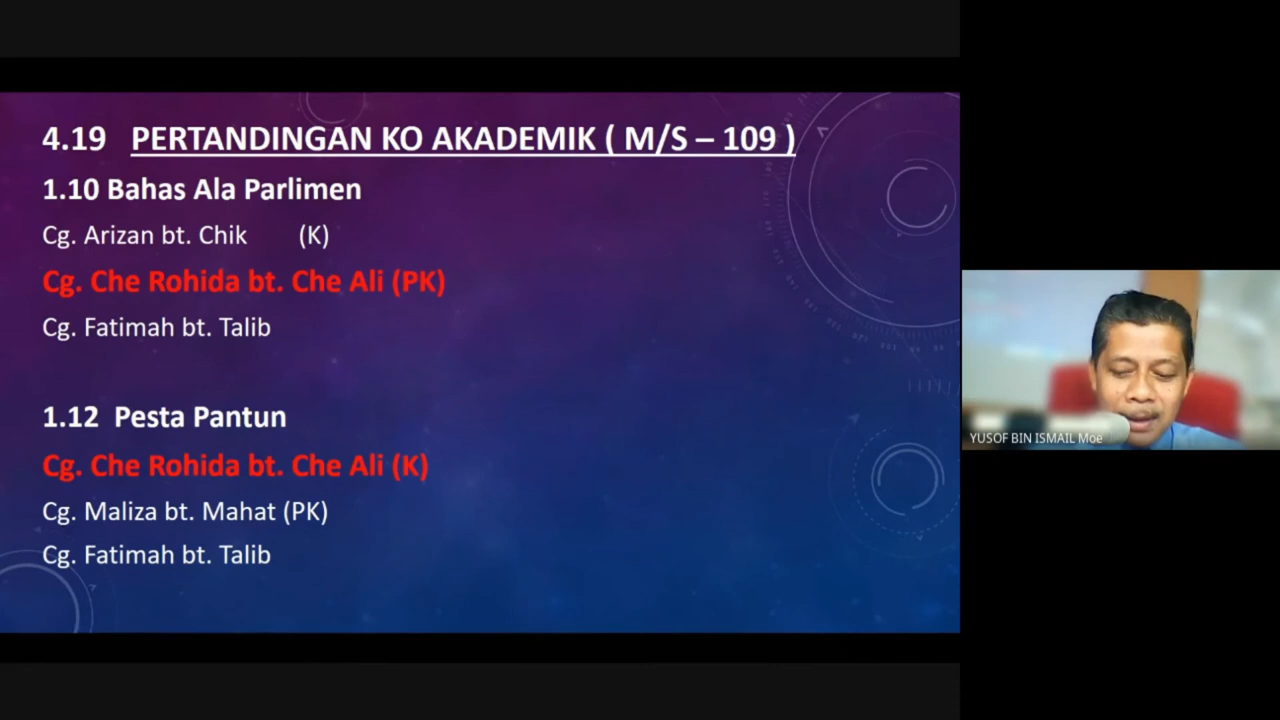 4.19 PERTANDINGAN KO AKADEMIK ( M/S – 109 )
1.10 Bahas Ala Parlimen
Cg. Arizan bt. Chik (K)
Cg. Che Rohida bt. Che Ali (PK)
Cg. Fatimah bt. Talib
1.12 Pesta Pantun
Cg. Che Rohida bt. Che Ali (K)
Cg. Maliza bt. Mahat (PK)
Cg. Fatimah bt. Talib
YUSOF BIN ISMAIL Moe